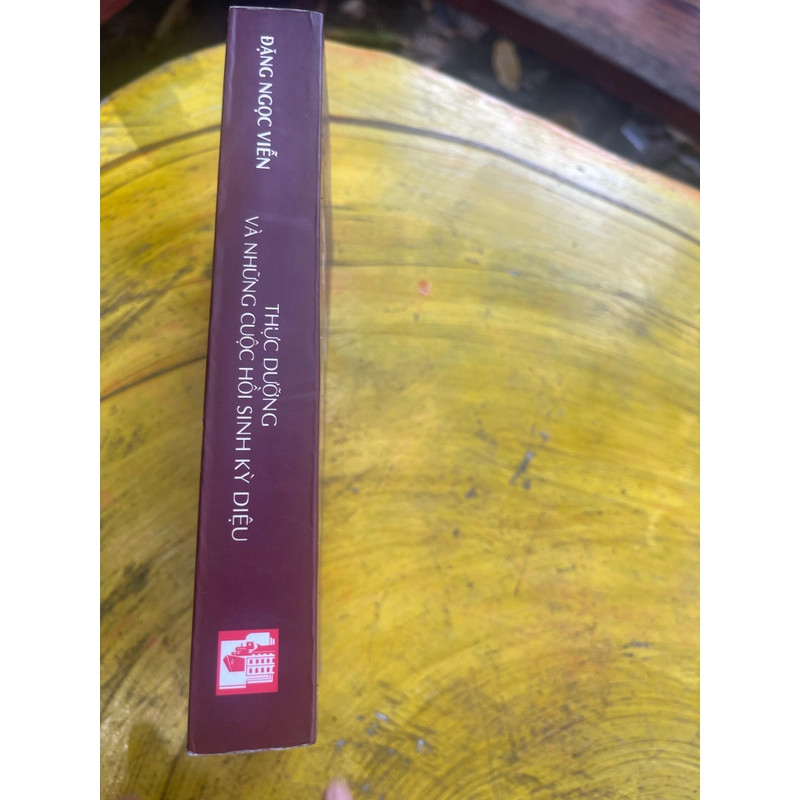 ĐẶNG NGỌC VIỄN
THỰC DƯỠNG
VÀ NHỮNG CUỘC HỒI SINH KỲ DIỆU